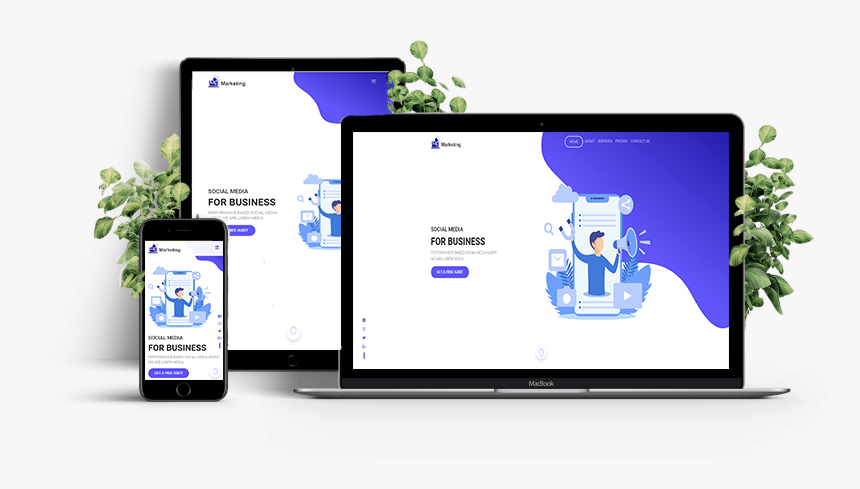 Marketing
SOCIAL MEDIA
FOR BUSINESS
PERFORMANCE BASED SOCIAL MEDIA
ARE LOREM MEDIA
FREE AUDIT
Marketing
SOCIAL MEDIA
FOR BUSINESS
PERFORMANCE BASED SOCIAL MEDIA AGENT
WE ARE LOREM MEDIA
GET A FREE AUDIT
Marketing
HOME ABOUT SERVICES PRICING CONTACT US
SOCIAL MEDIA
FOR BUSINESS
PERFORMANCE BASED SOCIAL MEDIA AGENT
WE ARE LOREM MEDIA
GET A FREE AUDIT
MacBook